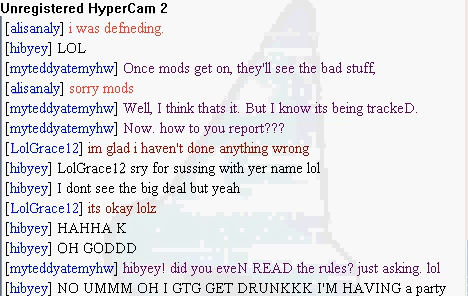 Unregistered HyperCam 2
[alisanaly] i was defneding.
[hibyey] LOL
[myteddyatemyhw] Once mods get on, they'll see the bad stuff,
[alisanaly] sorry mods
[myteddyatemyhw] Well, I think thats it. But I know its being trackeD.
[myteddyatemyhw] Now. how to you report???
[LolGrace12] im glad i haven't done anything wrong
[hibyey] LolGrace12 sry for sussing with yer name lol
[hibyey] I dont see the big deal but yeah
[LolGrace12] its okay lolz
[hibyey] HAHHA K
[hibyey] OH GODDD
[myteddyatemyhw] hibyey! did you eveN READ the rules? just asking. lol
[hibyey] NO UMMM OH I GTG GET DRUNKKK I'M HAVING a party